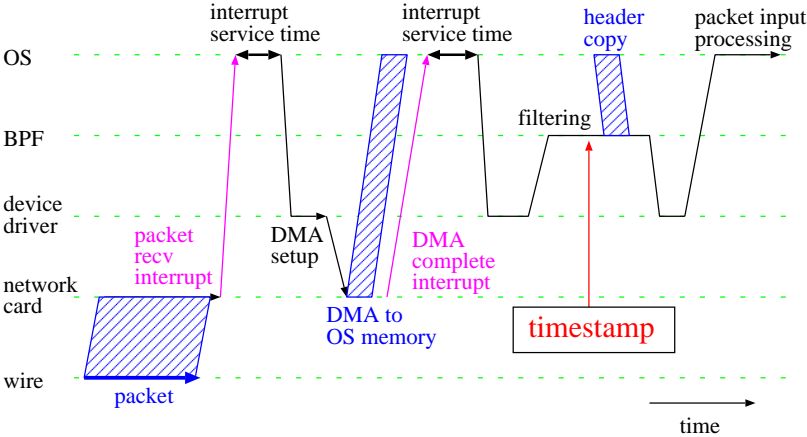 interrupt
service time
interrupt
service time
header
copy
packet input
processing
OS
filtering
BPF
device
driver
packet
recv
interrupt
DMA
setup
DMA
complete
interrupt
network
card
DMA to
OS memory
timestamp
wire
packet
time